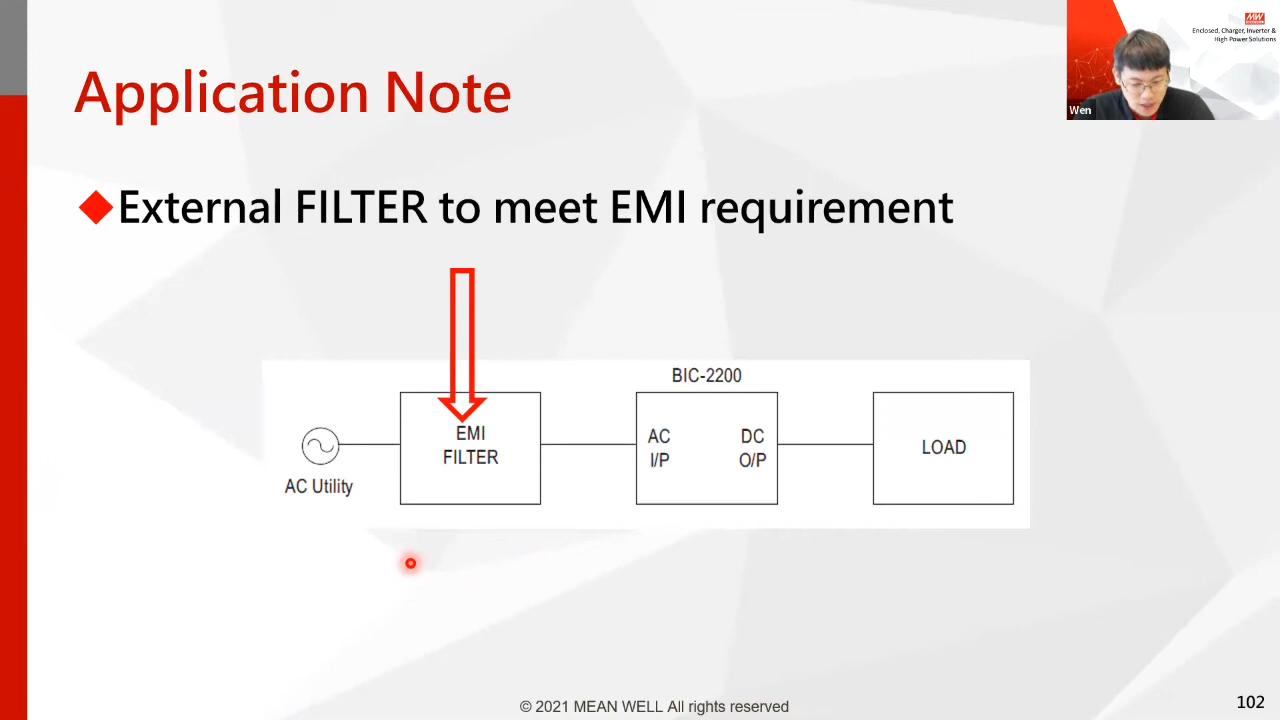 MW
Enclosed, Charger, Inverter &
High Power Solutions
Wen
Application Note
External FILTER to meet EMI requirement
BIC-2200
EMI
FILTER
AC
I/P
DC
O/P
LOAD
AC Utility
© 2021 MEAN WELL All rights reserved
102